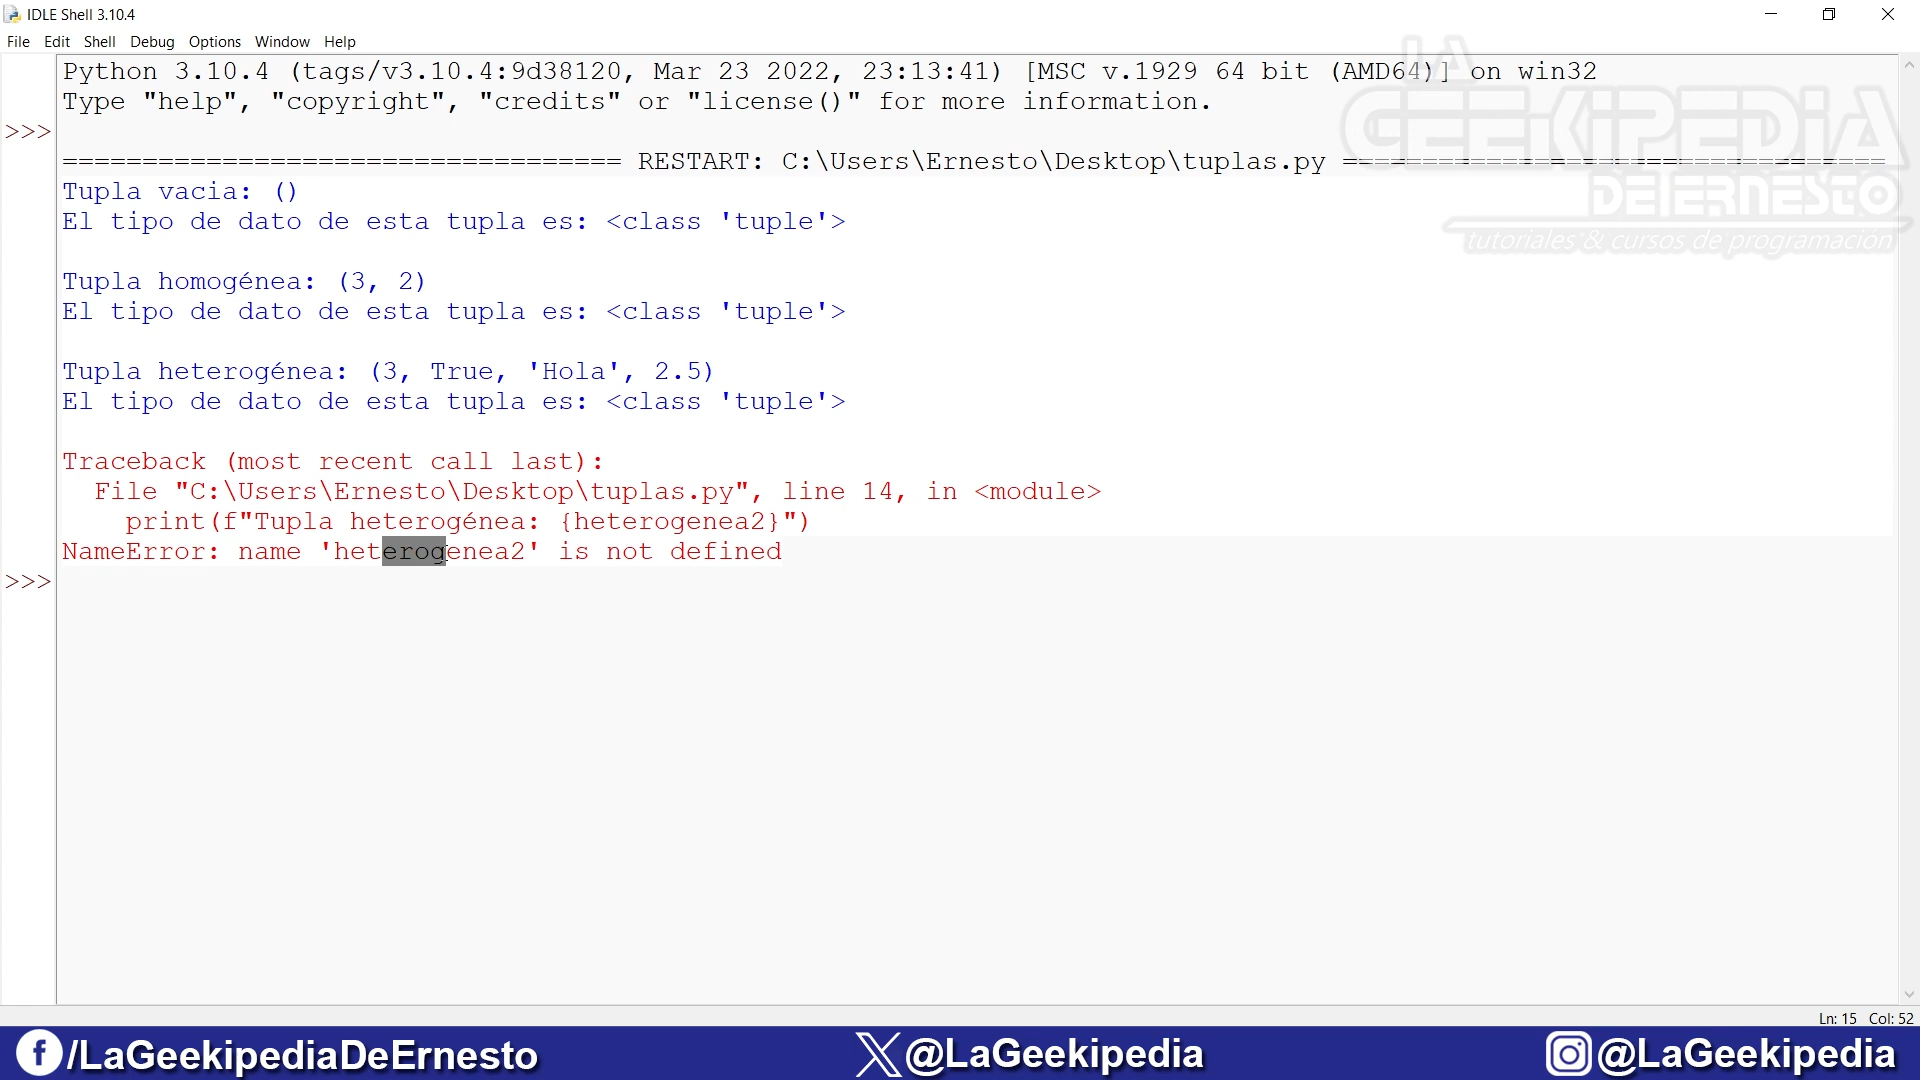 IDLE Shell 3.10.4
File Edit Shell Debug Options Window Help
Python 3.10.4 (tags/v3.10.4:9d38120, Mar 23 2022, 23:13:41) [MSC v.1929 64 bit (AMD64)] on win32
Type "help", "copyright", "credits" or "license()" for more information.
>>>
=================================== RESTART: C:\Users\Ernesto\Desktop\tuplas.py ==================================
Tupla vacia: ()
El tipo de dato de esta tupla es: <class 'tuple'>
Tupla homogénea: (3, 2)
El tipo de dato de esta tupla es: <class 'tuple'>
Tupla heterogénea: (3, True, 'Hola', 2.5)
El tipo de dato de esta tupla es: <class 'tuple'>
Traceback (most recent call last):
File "C:\Users\Ernesto\Desktop\tuplas.py", line 14, in <module>
print(f"Tupla heterogénea: {heterogenea2}")
NameError: name 'heterogenea2' is not defined
>>>
LA
GEEKIPEDIA
DE ERNESTO
tutoriales & cursos de programación
Ln: 15 Col: 52
/LaGeekipediaDeErnesto
@LaGeekipedia
@LaGeekipedia